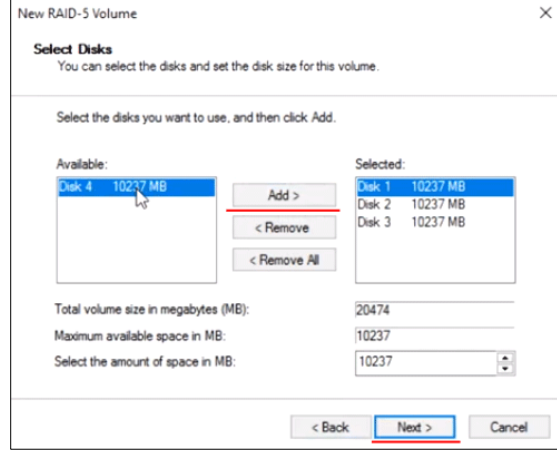 New RAID-5 Volume
Select Disks
You can select the disks and set the disk size for this volume.
Select the disks you want to use, and then click Add.
Available:
Selected:
Disk 4 10237 MB
Add >
Disk 1 10237 MB
Disk 2 10237 MB
< Remove
Disk 3 10237 MB
< Remove All
Total volume size in megabytes (MB):
20474
Maximum available space in MB:
10237
Select the amount of space in MB:
10237
< Back
Next >
Cancel